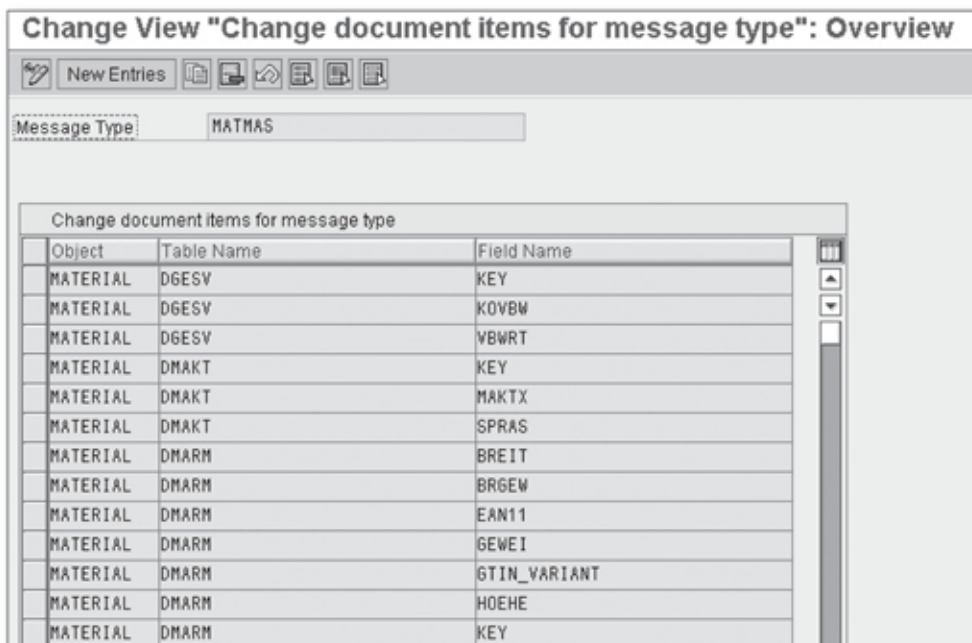 Change View "Change document items for message type": Overview
New Entries
Message Type MATMAS
Change document items for message type
Object Table Name Field Name
MATERIAL DGESV KEY
MATERIAL DGESV KOVBW
MATERIAL DGESV VBWRT
MATERIAL DMAKT KEY
MATERIAL DMAKT MAKTX
MATERIAL DMAKT SPRAS
MATERIAL DMARM BREIT
MATERIAL DMARM BRGEW
MATERIAL DMARM EAN11
MATERIAL DMARM GEWEI
MATERIAL DMARM GTIN_VARIANT
MATERIAL DMARM HOEHE
MATERIAL DMARM KEY